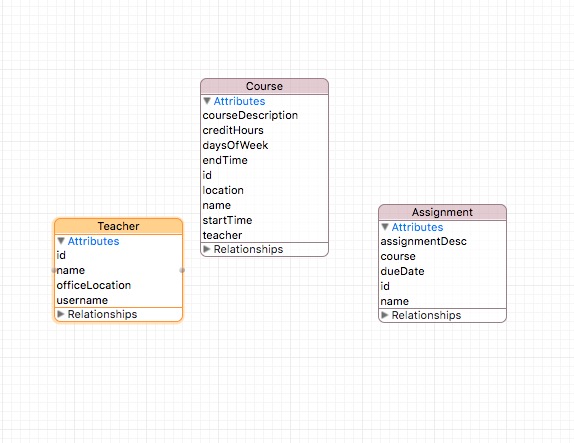 Course
Attributes
courseDescription
creditHours
daysOfWeek
endTime
id
location
name
startTime
teacher
Relationships
Teacher
Attributes
id
name
officeLocation
username
Relationships
Assignment
Attributes
assignmentDesc
course
dueDate
id
name
Relationships